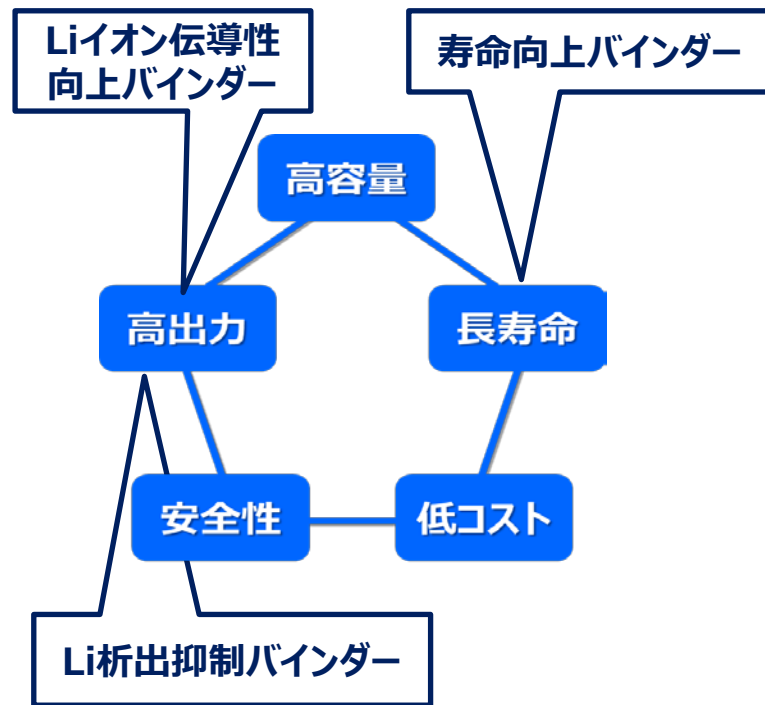 Liイオン伝導性
向上バインダー
寿命向上バインダー
高容量
高出力
長寿命
安全性
低コスト
Li析出抑制バインダー